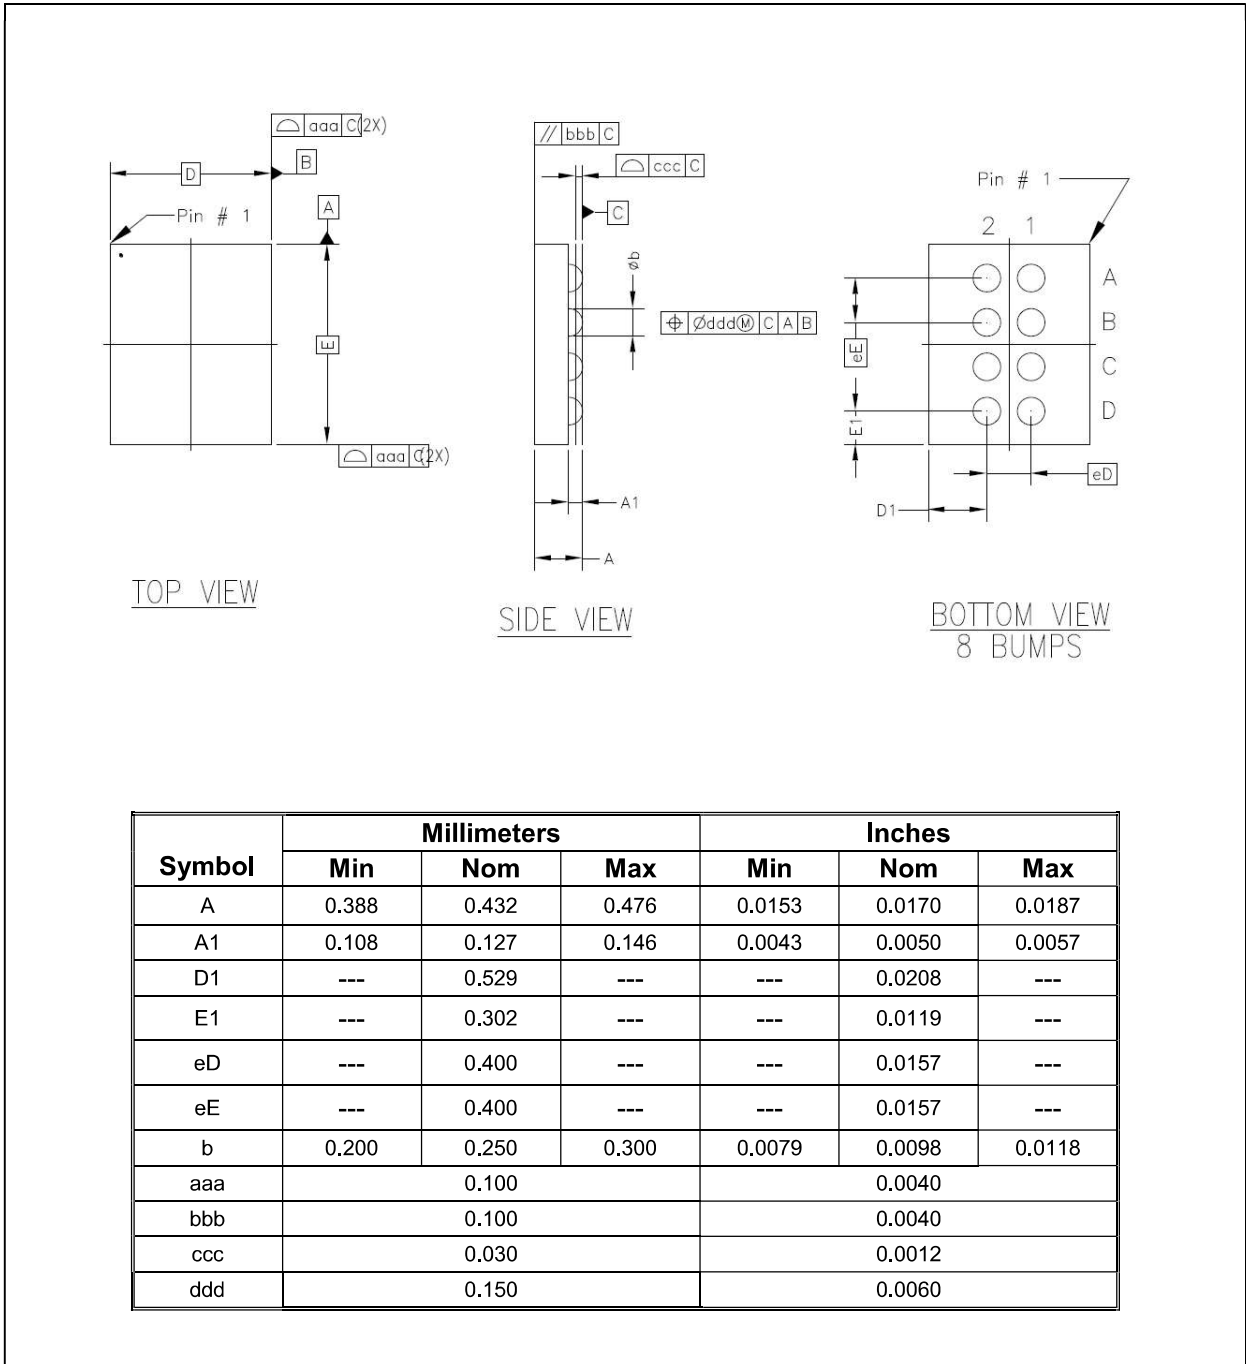 aaa C(2X)
D
B
Pin # 1
A
E
aaa C(2X)
TOP VIEW
// bbb C
ccc C
C
øb
Øddd Ⓜ C A B
A1
A
SIDE VIEW
Pin # 1
2 1
A
B
C
D
eE
E1
eD
D1
BOTTOM VIEW
8 BUMPS
Symbol Millimeters Inches
Min Nom Max Min Nom Max
A 0.388 0.432 0.476 0.0153 0.0170 0.0187
A1 0.108 0.127 0.146 0.0043 0.0050 0.0057
D1 --- 0.529 --- --- 0.0208 ---
E1 --- 0.302 --- --- 0.0119 ---
eD --- 0.400 --- --- 0.0157 ---
eE --- 0.400 --- --- 0.0157 ---
b 0.200 0.250 0.300 0.0079 0.0098 0.0118
aaa 0.100 0.0040
bbb 0.100 0.0040
ccc 0.030 0.0012
ddd 0.150 0.0060